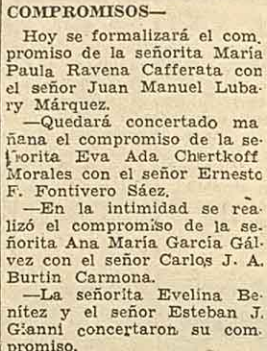 COMPROMISOS—
Hoy se formalizará el com.
promiso de la señorita María
Paula Ravena Cafferata con
el señor Juan Manuel Luba-
ry Márquez.
—Quedará concertado ma
ñana el compromiso de la se-
ñorita Eva Ada Chertkoff
Morales con el señor Ernesto
F. Fontivero Sáez.
—En la intimidad se rea-
lizó el compromiso de la se-
ñorita Ana María García Gál-
vez con el señor Carlos J. A.
Burtin Carmona.
—La señorita Evelina Be-
nítez y el señor Esteban J.
Gianni concertaron su com-
promiso.